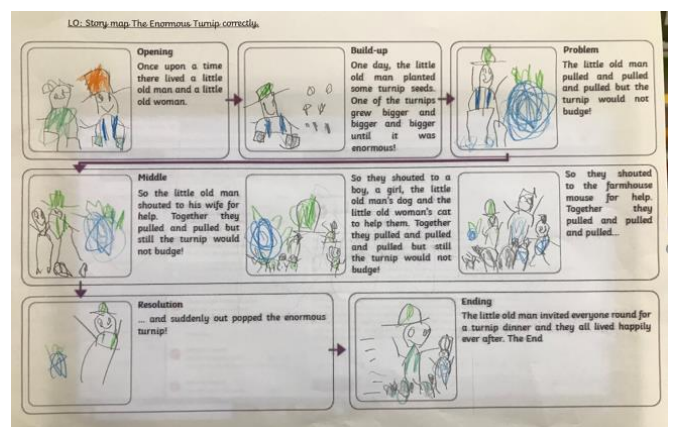 LO: Story map The Enormous Turnip correctly.
Opening
Once upon a time
there lived a little
old man and a little
old woman.
Build-up
One day, the little
old man planted
some turnip seeds.
One of the turnips
grew bigger and
bigger and bigger
until it was
enormous!
Problem
The little old man
pulled and pulled
and pulled but the
turnip would not
budge!
Middle
So the little old man
shouted to his wife for
help. Together they
pulled and pulled but
still the turnip would
not budge!
So they shouted to a
boy, a girl, the little
old man's dog and the
little old woman's cat
to help them. Together
they pulled and pulled
and pulled but still
the turnip would not
budge!
So they shouted
to the farmhouse
mouse for help.
Together they
pulled and pulled
and pulled...
Resolution
... and suddenly out popped the enormous
turnip!
Ending
The little old man invited everyone round for
a turnip dinner and they all lived happily
ever after. The End